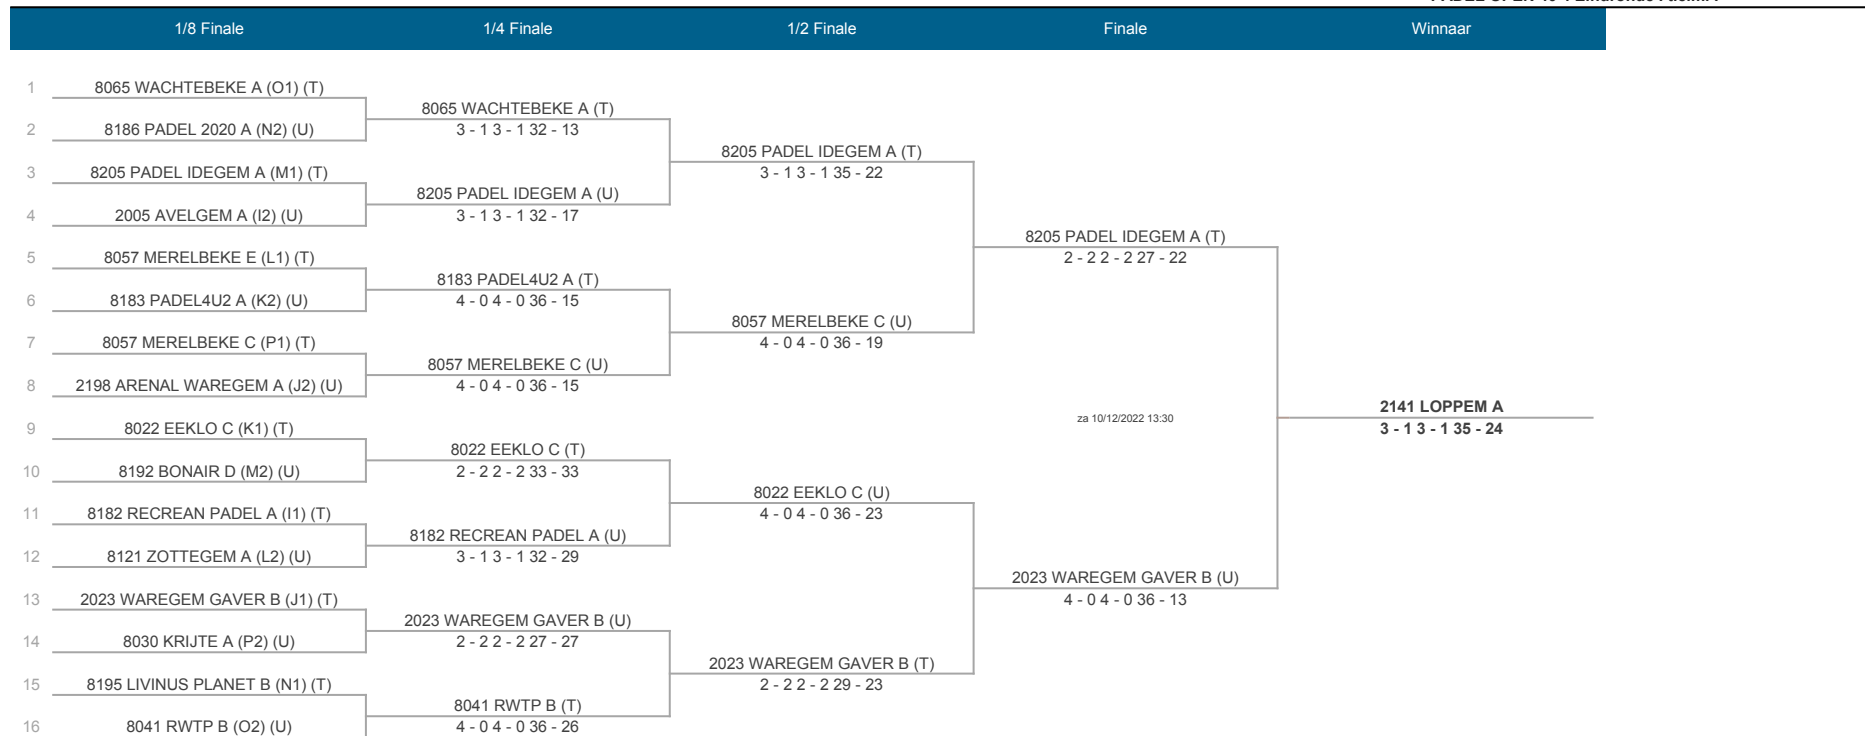 1/8 Finale 1/4 Finale 1/2 Finale Finale Winnaar
1 8065 WACHTEBEKE A (O1) (T)
8065 WACHTEBEKE A (T)
2 8186 PADEL 2020 A (N2) (U) 3 - 1 3 - 1 32 - 13
8205 PADEL IDEGEM A (T)
3 8205 PADEL IDEGEM A (M1) (T) 3 - 1 3 - 1 35 - 22
8205 PADEL IDEGEM A (U)
4 2005 AVELGEM A (I2) (U) 3 - 1 3 - 1 32 - 17
8205 PADEL IDEGEM A (T)
5 8057 MERELBEKE E (L1) (T) 2 - 2 2 - 2 27 - 22
8183 PADEL4U2 A (T)
6 8183 PADEL4U2 A (K2) (U) 4 - 0 4 - 0 36 - 15
8057 MERELBEKE C (U)
7 8057 MERELBEKE C (P1) (T) 4 - 0 4 - 0 36 - 19
8057 MERELBEKE C (U)
8 2198 ARENAL WAREGEM A (J2) (U) 4 - 0 4 - 0 36 - 15
2141 LOPPEM A
za 10/12/2022 13:30
9 8022 EEKLO C (K1) (T) 3 - 1 3 - 1 35 - 24
8022 EEKLO C (T)
10 8192 BONAIR D (M2) (U) 2 - 2 2 - 2 33 - 33
8022 EEKLO C (U)
11 8182 RECREAN PADEL A (I1) (T) 4 - 0 4 - 0 36 - 23
8182 RECREAN PADEL A (U)
12 8121 ZOTTEGEM A (L2) (U) 3 - 1 3 - 1 32 - 29
2023 WAREGEM GAVER B (U)
13 2023 WAREGEM GAVER B (J1) (T) 4 - 0 4 - 0 36 - 13
2023 WAREGEM GAVER B (U)
14 8030 KRIJTE A (P2) (U) 2 - 2 2 - 2 27 - 27
2023 WAREGEM GAVER B (T)
15 8195 LIVINUS PLANET B (N1) (T) 2 - 2 2 - 2 29 - 23
8041 RWTP B (T)
16 8041 RWTP B (O2) (U) 4 - 0 4 - 0 36 - 26